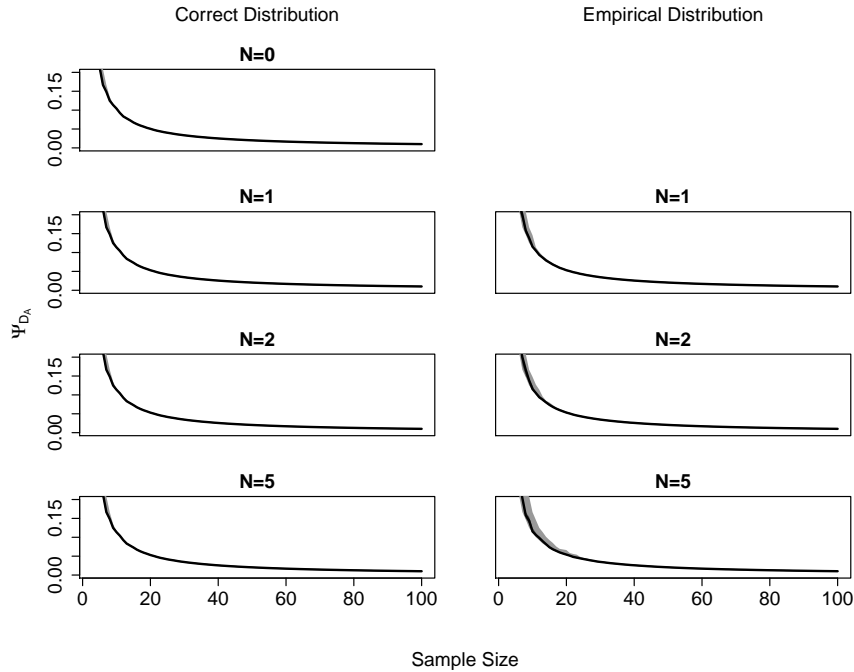 Correct Distribution
Empirical Distribution
N=0
0.15
0.00
N=1
N=1
0.15
0.00
Ψ_{D_A}
N=2
N=2
0.15
0.00
N=5
N=5
0.15
0.00
0 20 40 60 80 100
0 20 40 60 80 100
Sample Size